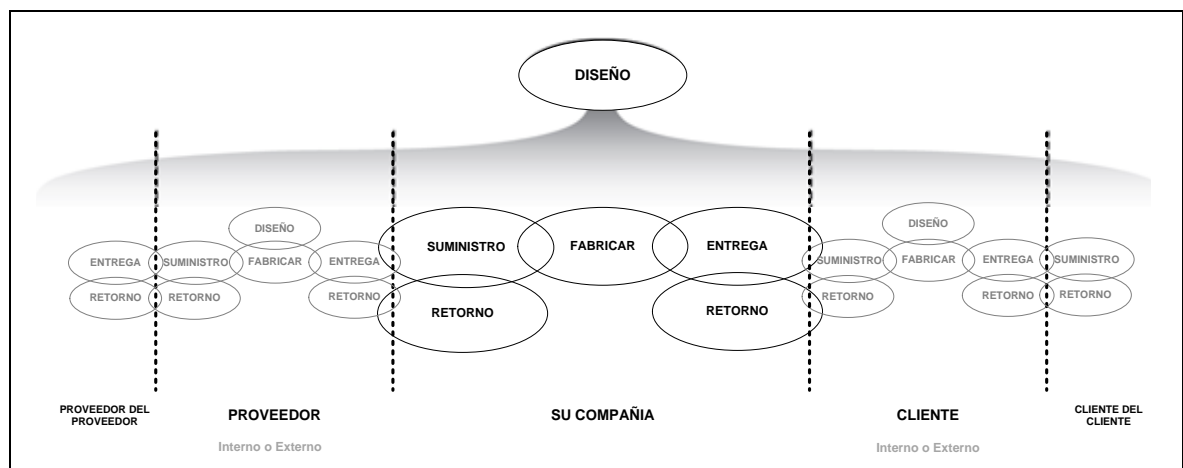 DISEÑO
DISEÑO
DISEÑO
SUMINISTRO
FABRICAR
ENTREGA
ENTREGA
SUMINISTRO
FABRICAR
ENTREGA
SUMINISTRO
FABRICAR
ENTREGA
SUMINISTRO
RETORNO
RETORNO
RETORNO
RETORNO
RETORNO
RETORNO
RETORNO
RETORNO
PROVEEDOR DEL
PROVEEDOR
PROVEEDOR
Interno o Externo
SU COMPAÑIA
CLIENTE
Interno o Externo
CLIENTE DEL
CLIENTE